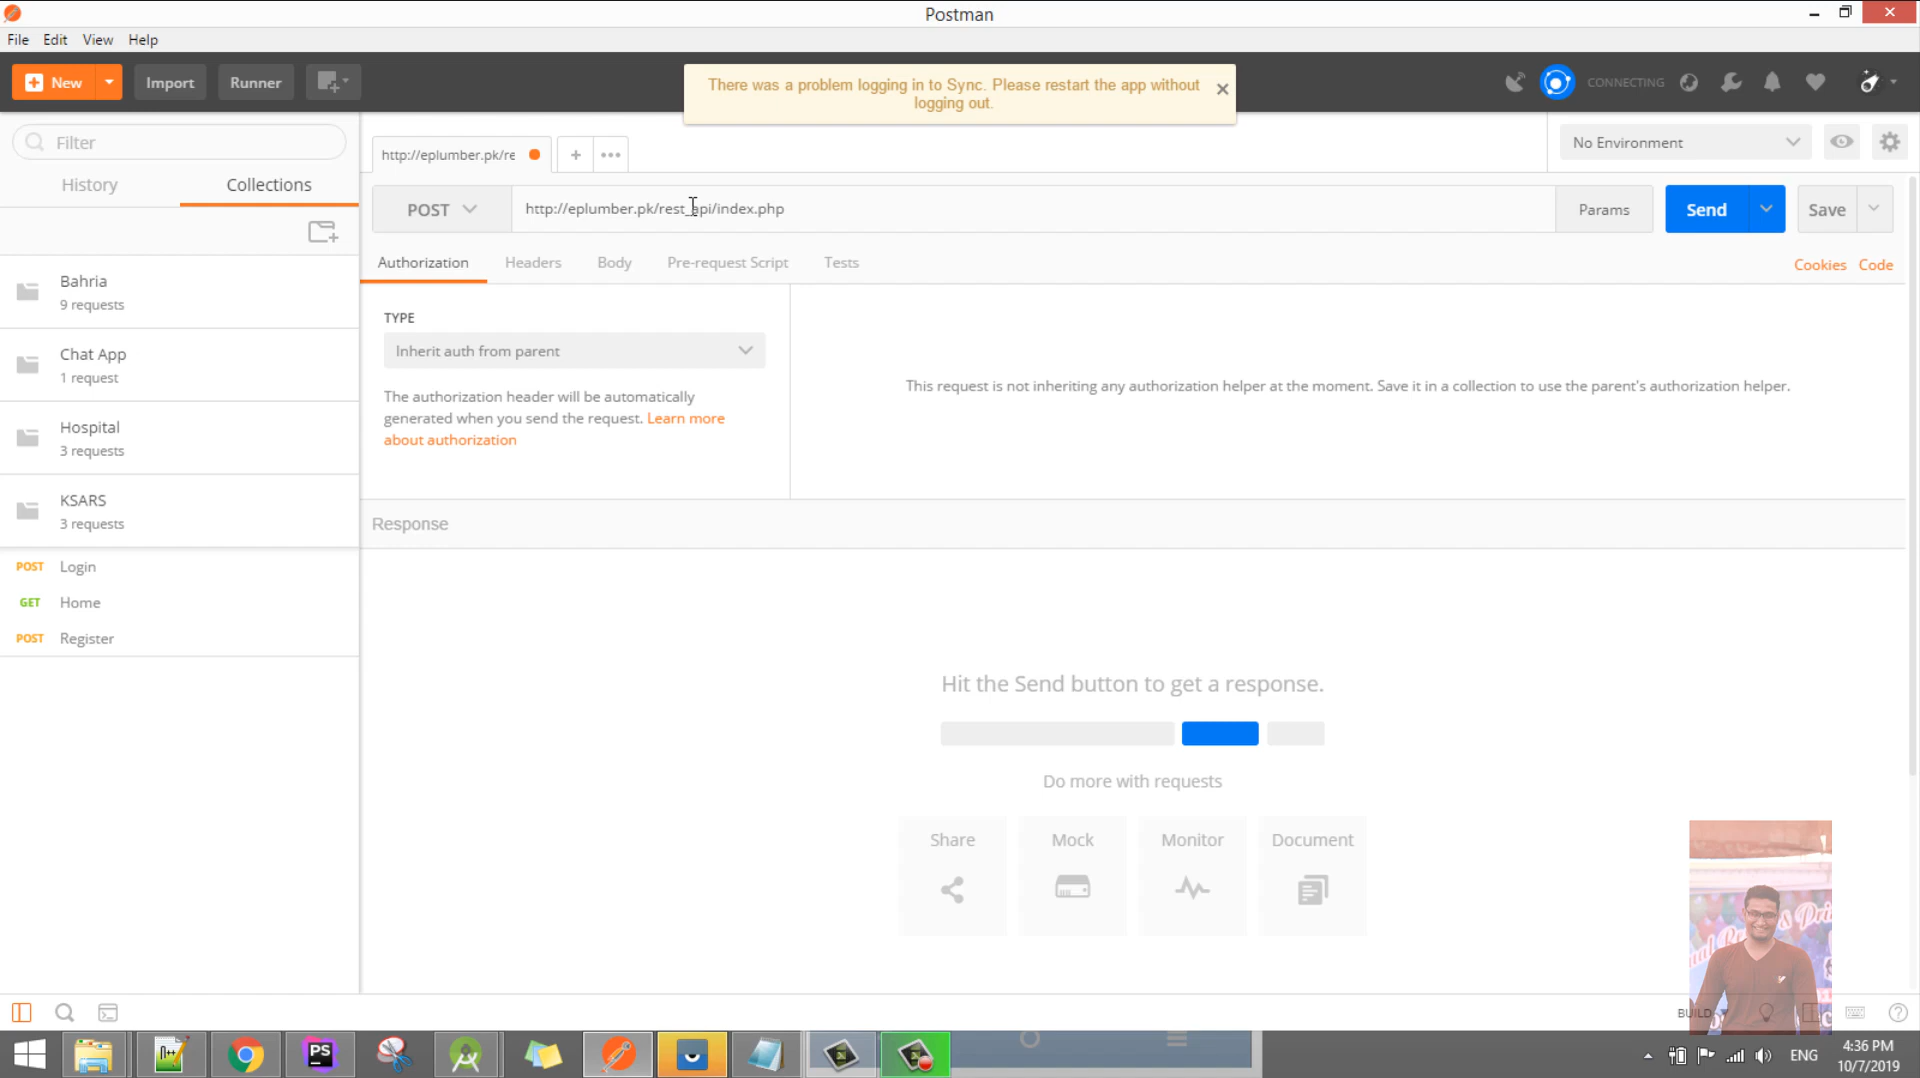 Postman
File Edit View Help
New Import Runner
There was a problem logging in to Sync. Please restart the app without
logging out.
CONNECTING
Filter
History Collections
http://eplumber.pk/re
No Environment
POST http://eplumber.pk/rest_api/index.php Params Send Save
Authorization Headers Body Pre-request Script Tests Cookies Code
Bahria
9 requests
Chat App
1 request
Hospital
3 requests
KSARS
3 requests
POST Login
GET Home
POST Register
TYPE
Inherit auth from parent
The authorization header will be automatically
generated when you send the request. Learn more
about authorization
This request is not inheriting any authorization helper at the moment. Save it in a collection to use the parent's authorization helper.
Response
Hit the Send button to get a response.
Do more with requests
Share Mock Monitor Document
BUILD
n++ PS
ENG
4:36 PM
10/7/2019